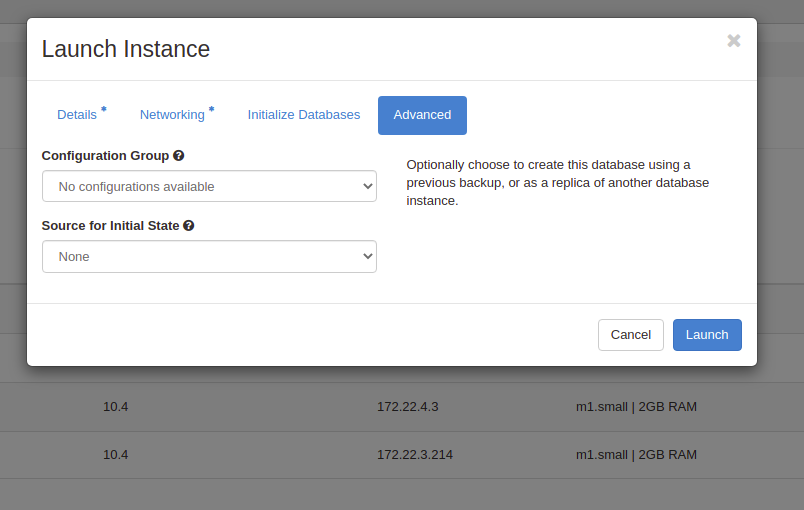 Launch Instance
Details *
Networking *
Initialize Databases
Advanced
Configuration Group
No configurations available
Source for Initial State
None
Optionally choose to create this database using a
previous backup, or as a replica of another database
instance.
Cancel
Launch
10.4 172.22.4.3 m1.small | 2GB RAM
10.4 172.22.3.214 m1.small | 2GB RAM